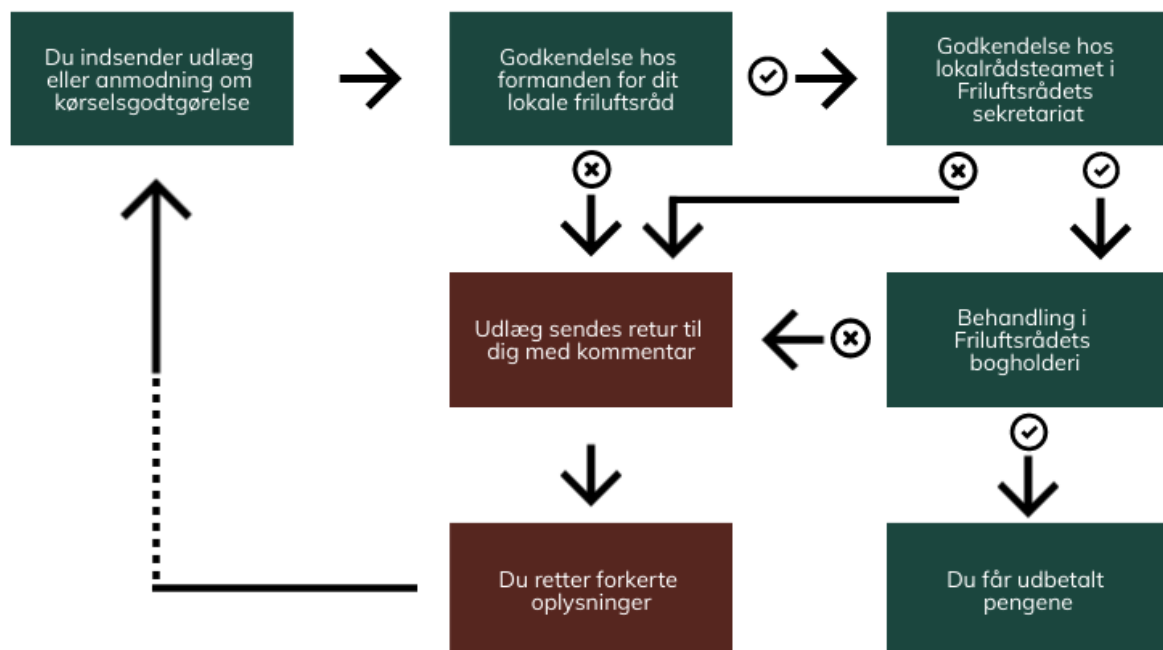 Du indsender udlæg
eller anmodning om
kørselsgodtgørelse
Godkendelse hos
formanden for dit
lokale friluftsråd
Godkendelse hos
lokalrådsteamet i
Friluftsrådets
sekretariat
Udlæg sendes retur til
dig med kommentar
Behandling i
Friluftsrådets
bogholderi
Du retter forkerte
oplysninger
Du får udbetalt
pengene